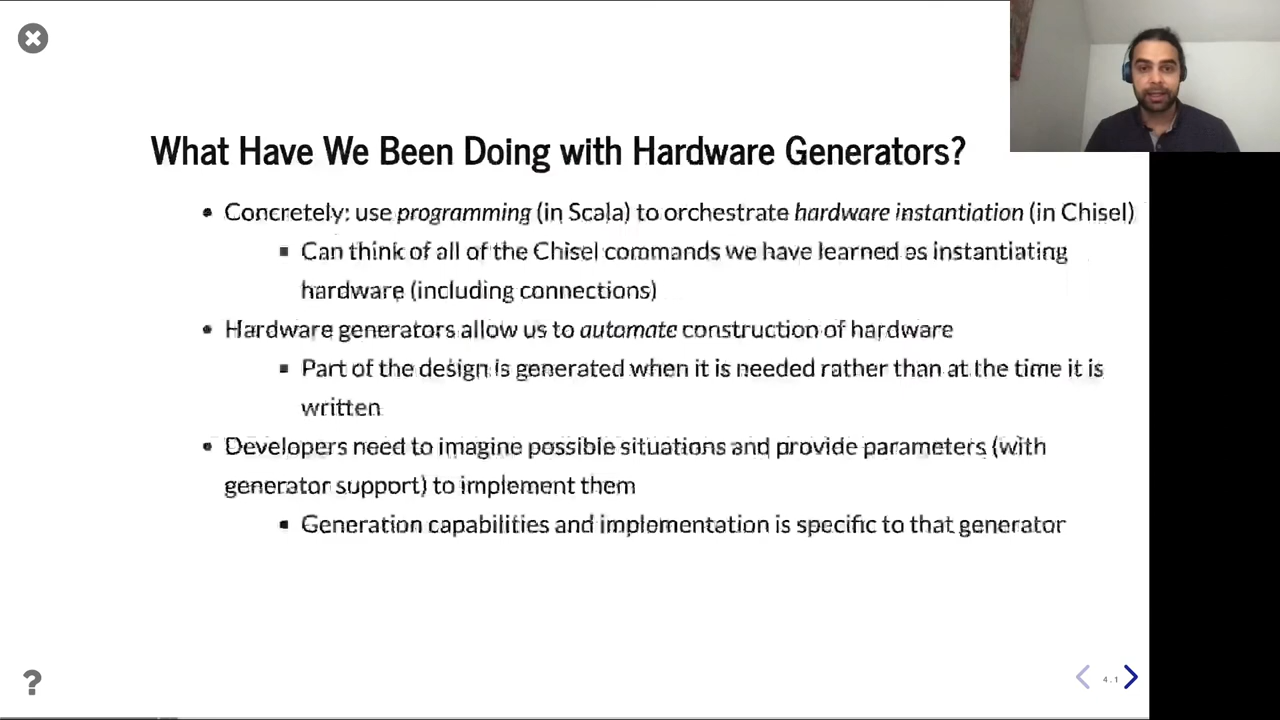 What Have We Been Doing with Hardware Generators?
Concretely: use programming (in Scala) to orchestrate hardware instantiation (in Chisel)
Can think of all of the Chisel commands we have learned as instantiating
hardware (including connections)
Hardware generators allow us to automate construction of hardware
Part of the design is generated when it is needed rather than at the time it is
written
Developers need to imagine possible situations and provide parameters (with
generator support) to implement them
Generation capabilities and implementation is specific to that generator
?
4.1